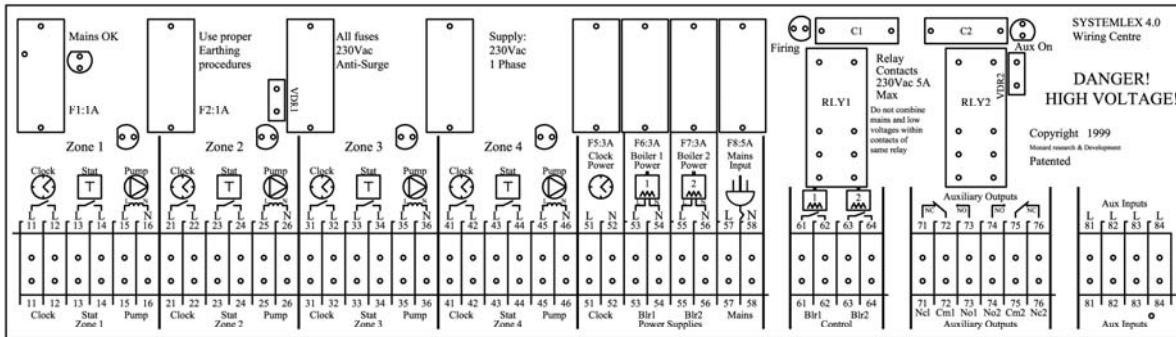 Mains OK
F1:1A
Use proper
Earthing
procedures
F2:1A
VDR1
All fuses
230Vac
Anti-Surge
Supply:
230Vac
1 Phase
Firing
C1
RLY1
Relay
Contacts
230Vac 5A
Max
Do not combine
mains and low
voltages within
contacts of
same relay
C2
Aux On
RLY2
VDR2
SYSTEMLEX 4.0
Wiring Centre
DANGER!
HIGH VOLTAGE!
Copyright 1999
Monard research & Development
Patented
Zone 1 Zone 2 Zone 3 Zone 4
F5:3A
Clock
Power
F6:3A
Boiler 1
Power
F7:3A
Boiler 2
Power
F8:5A
Mains
Input
Clock Stat Pump Clock Stat Pump Clock Stat Pump Clock Stat Pump
T T T T
1 2
1 2
Auxiliary Outputs
NC NO NO NC
Aux Inputs
L L L L L N L L L L L N L L L L L N L L L L L N L N L N L N L N L L L L
11 12 13 14 15 16 21 22 23 24 25 26 31 32 33 34 35 36 41 42 43 44 45 46 51 52 53 54 55 56 57 58 61 62 63 64 71 72 73 74 75 76 81 82 83 84
11 12 13 14 15 16 21 22 23 24 25 26 31 32 33 34 35 36 41 42 43 44 45 46 51 52 53 54 55 56 57 58 61 62 63 64 71 72 73 74 75 76 81 82 83 84
Clock Stat Pump Clock Stat Pump Clock Stat Pump Clock Stat Pump Clock Blr1 Blr2 Mains Blr1 Blr2 Nc1 Cm1 No1 No2 Cm2 Nc2
Zone 1 Zone 2 Zone 3 Zone 4 Power Supplies Control Auxiliary Outputs Aux Inputs